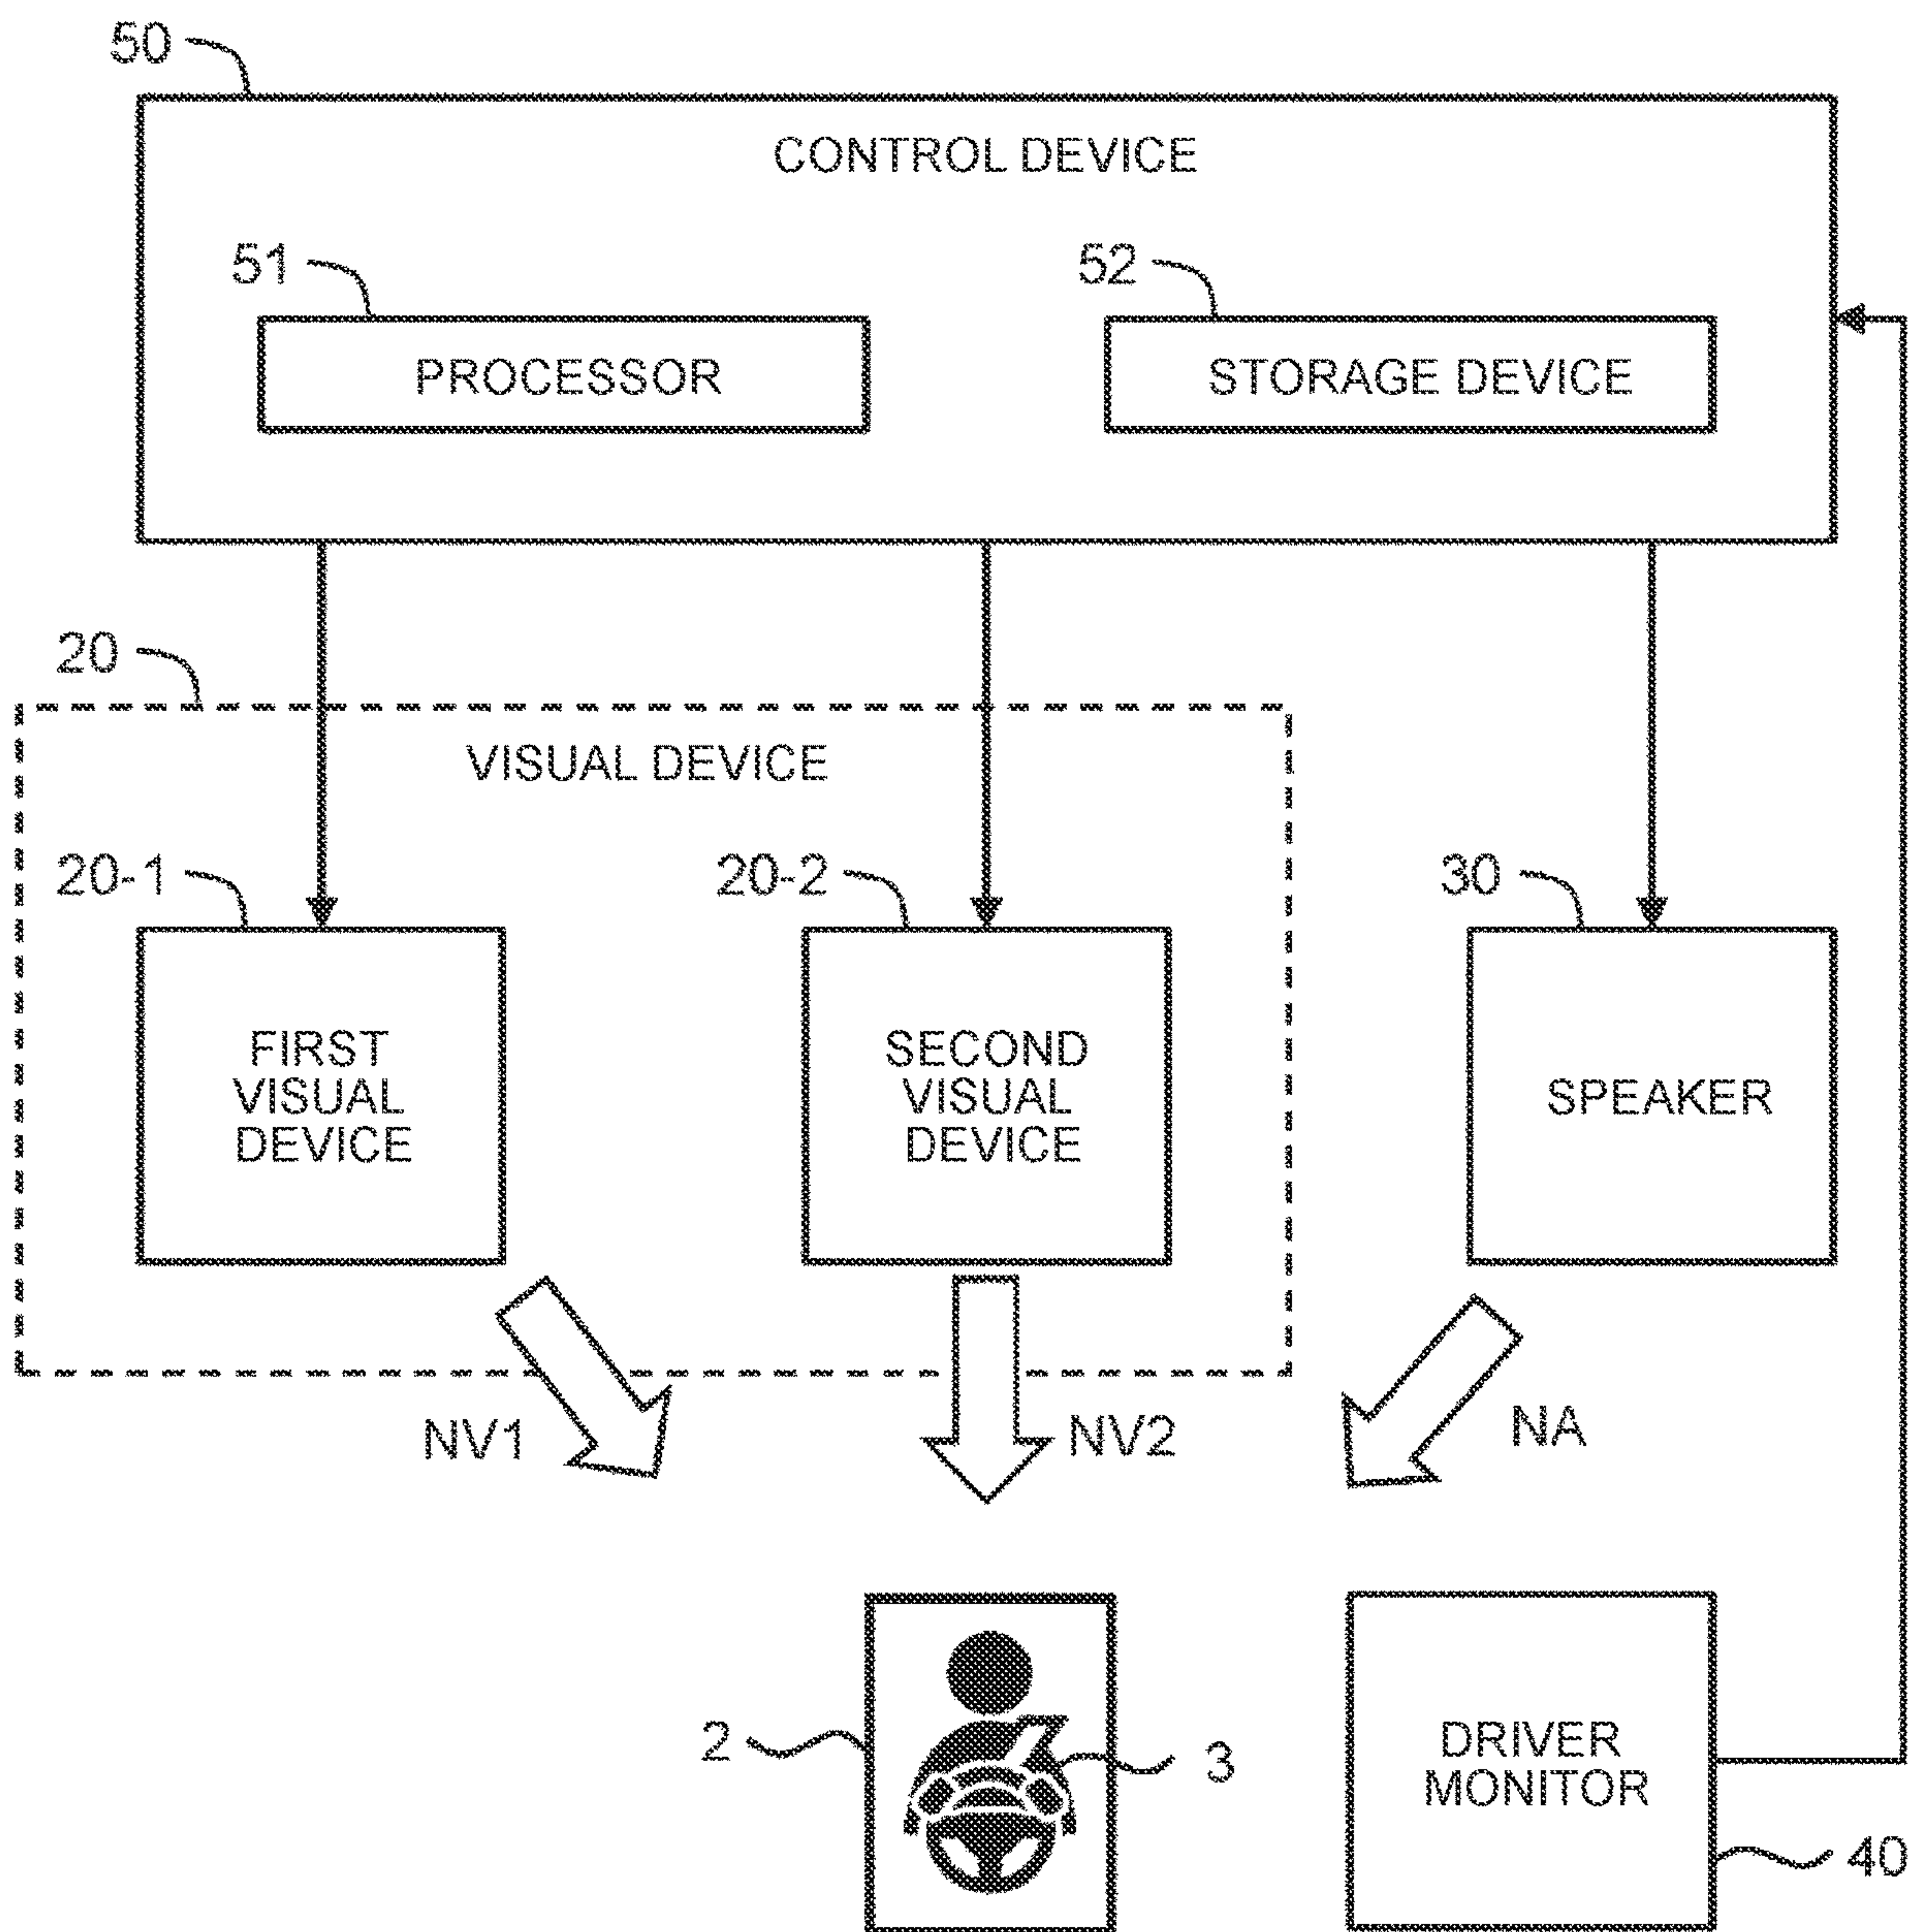 50
CONTROL DEVICE
51
52
PROCESSOR
STORAGE DEVICE
20
VISUAL DEVICE
20-1
20-2
30
FIRST
VISUAL
DEVICE
SECOND
VISUAL
DEVICE
SPEAKER
NV1
NV2
NA
2
3
DRIVER
MONITOR
40